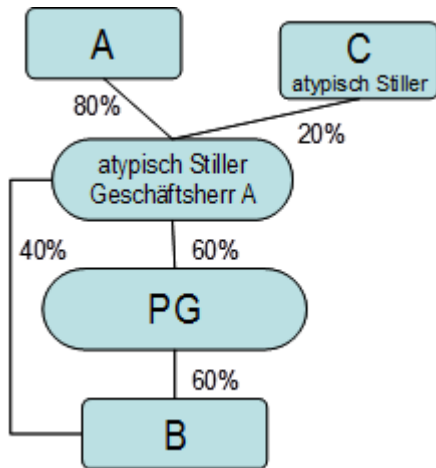 A
C
atypisch Stiller
80%
20%
atypisch Stiller
Geschäftsherr A
40%
60%
PG
60%
B